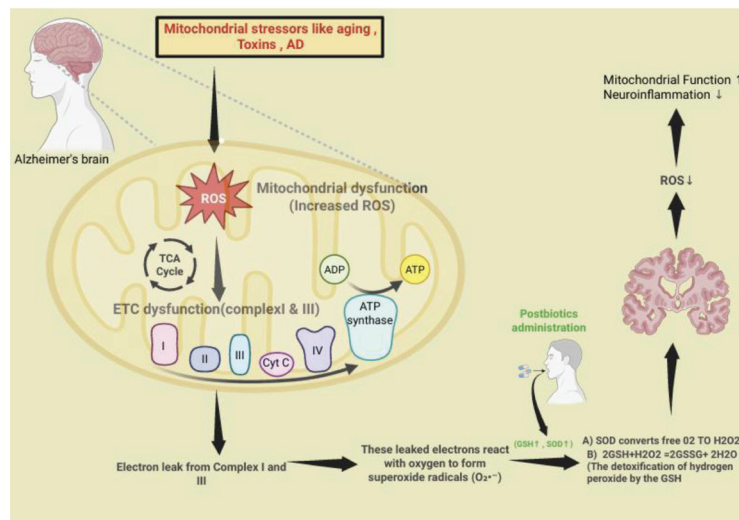 Mitochondrial stressors like aging ,
Toxins , AD
Alzheimer's brain
ROS
Mitochondrial dysfunction
(Increased ROS)
TCA
Cycle
ADP
ATP
ETC dysfunction(complexI & III)
ATP
synthase
I
II
III
Cyt C
IV
Electron leak from Complex I and
III
These leaked electrons react
with oxygen to form
superoxide radicals (O₂•⁻)
Postbiotics
administration
(GSH↑ , SOD↑)
A) SOD converts free 02 TO H2O2
B) 2GSH+H2O2 =2GSSG+ 2H2O
(The detoxification of hydrogen
peroxide by the GSH
ROS↓
Mitochondrial Function ↑
Neuroinflammation ↓